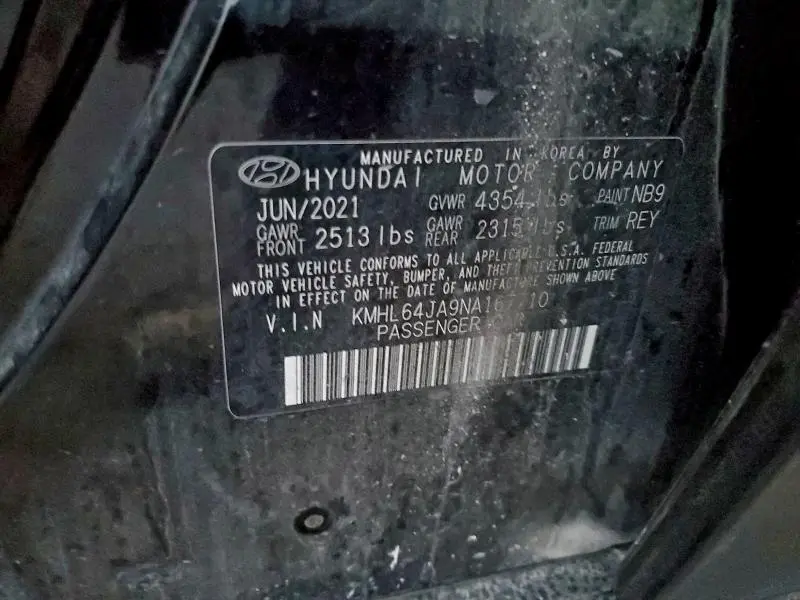 MANUFACTURED IN KOREA BY
HYUNDAI MOTOR COMPANY
JUN/2021 GVWR 4354 lbs PAINT NB9
GAWR FRONT 2513 lbs GAWR REAR 2315 lbs TRIM REY
THIS VEHICLE CONFORMS TO ALL APPLICABLE U.S.A. FEDERAL
MOTOR VEHICLE SAFETY, BUMPER, AND THEFT PREVENTION STANDARDS
IN EFFECT ON THE DATE OF MANUFACTURE SHOWN ABOVE
V.I.N
PASSENGER CAR